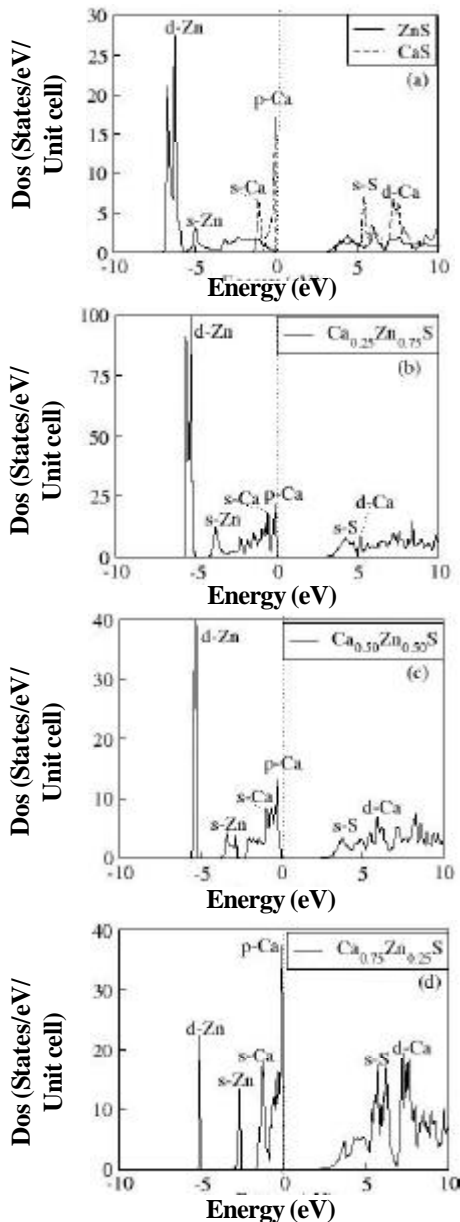 Dos (States/eV/
Unit cell)
30
25
20
15
10
5
0
d-Zn
ZnS
CaS
(a)
p-Ca
s-Ca
s-Zn
s-S
d-Ca
-10
-5
0
5
10
Energy (eV)
Dos (States/eV/
Unit cell)
100
75
50
25
0
d-Zn
Ca0.25Zn0.75S
(b)
s-Ca
p-Ca
s-Zn
d-Ca
s-S
-10
-5
0
5
10
Energy (eV)
Dos (States/eV/
Unit cell)
40
30
20
10
0
d-Zn
Ca0.50Zn0.50S
(c)
p-Ca
s-Ca
s-Zn
d-Ca
s-S
-10
-5
0
5
10
Energy (eV)
Dos (States/eV/
Unit cell)
40
30
20
10
0
p-Ca
Ca0.75Zn0.25S
(d)
d-Zn
s-Ca
s-Zn
s-S
d-Ca
-10
-5
0
5
10
Energy (eV)